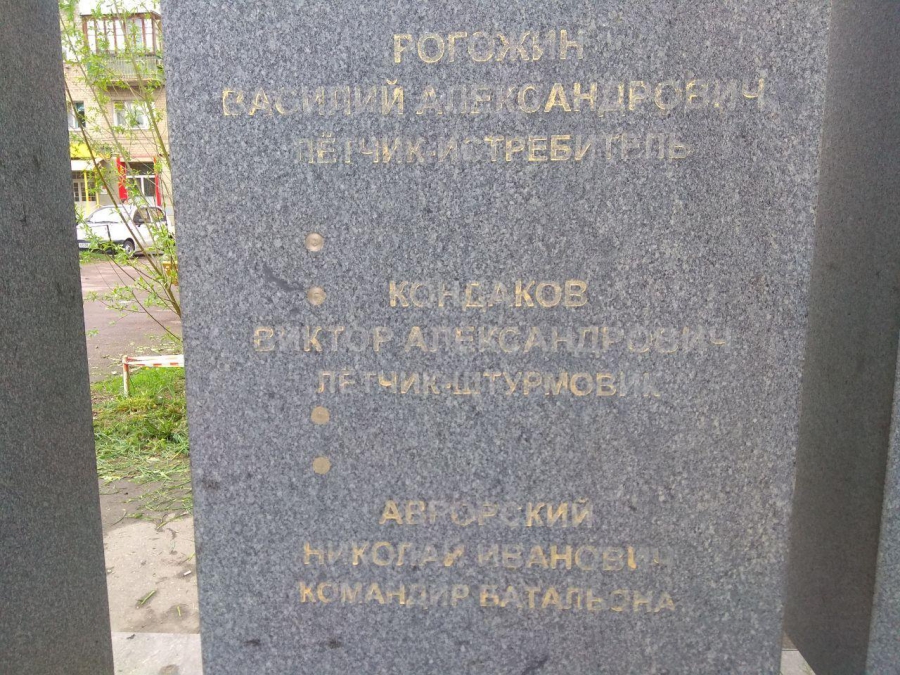 РОГОЖИН
ВАСИЛИЙ АЛЕКСАНДРОВИЧ
ЛЁТЧИК-ИСТРЕБИТЕЛЬ
КОНДАКОВ
ВИКТОР АЛЕКСАНДРОВИЧ
ЛЁТЧИК-ШТУРМОВИК
АВРОРСКИЙ
НИКОЛАЙ ИВАНОВИЧ
КОМАНДИР БАТАЛЬОНА